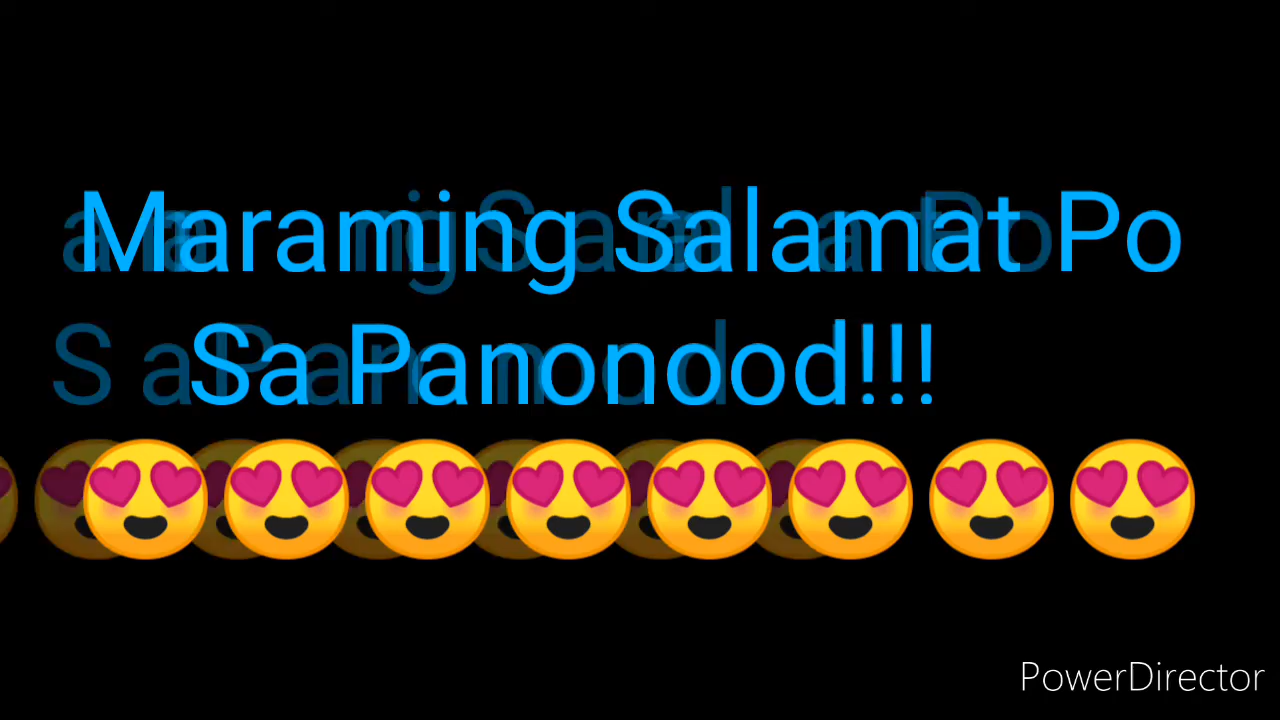 Maraming Salamat Po
Sa Panonood!!!
😍😍😍😍😍😍😍😍
PowerDirector